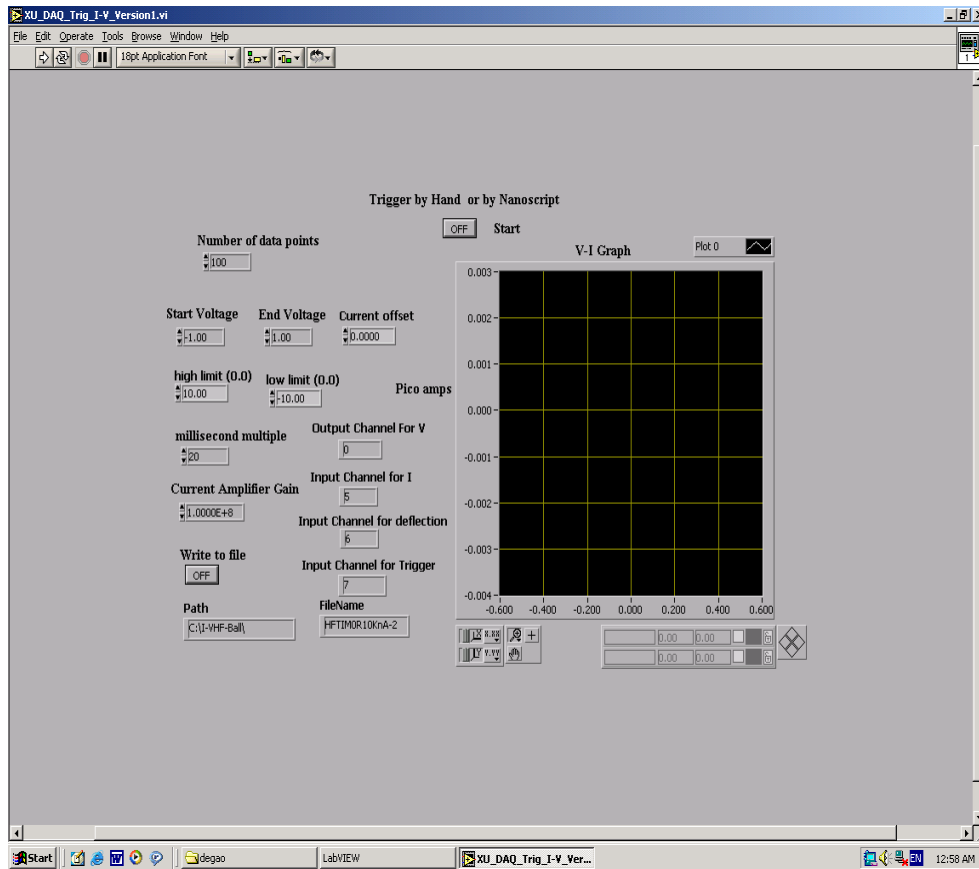 XU_DAQ_Trig_I-V_Version1.vi
File Edit Operate Tools Browse Window Help
18pt Application Font
1
Trigger by Hand or by Nanoscript
OFF Start
Number of data points
100
V-I Graph
Plot 0
Start Voltage End Voltage Current offset
-1.00 1.00 0.0000
high limit (0.0) low limit (0.0)
10.00 -10.00
Pico amps
millisecond multiple
20
Output Channel For V
0
Current Amplifier Gain
1.0000E+8
Input Channel for I
5
Input Channel for deflection
6
Write to file
OFF
Input Channel for Trigger
7
Path
C:\I-VHF-Ball\
FileName
HFTIM0R10KnA-2
0.003
0.002
0.001
0.000
-0.001
-0.002
-0.003
-0.004
-0.600 -0.400 -0.200 0.000 0.200 0.400 0.600
X X.XX
Y Y.YY
0.00 0.00
0.00 0.00
Start degao LabVIEW XU_DAQ_Trig_I-V_Ver... EN 12:58 AM